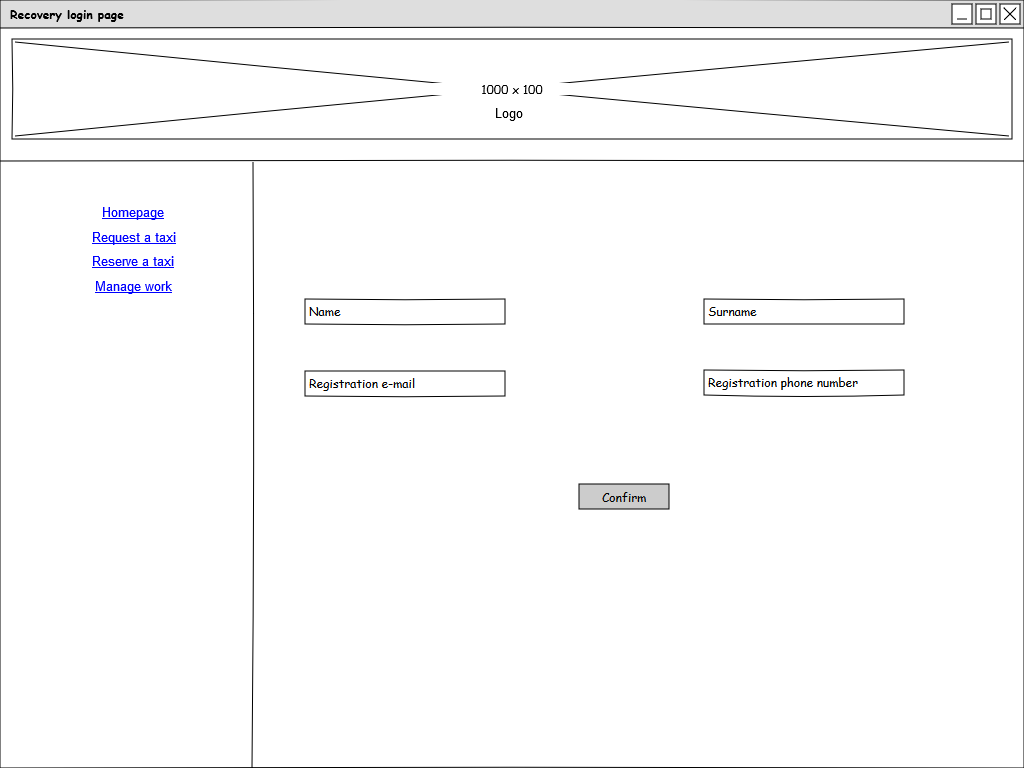 Recovery login page
1000 x 100
Logo
Homepage
Request a taxi
Reserve a taxi
Manage work
Name
Surname
Registration e-mail
Registration phone number
Confirm